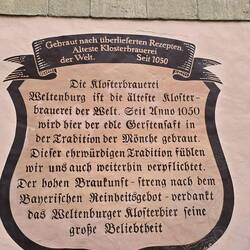 Gebraut nach überlieferten Rezepten.
Älteste Klosterbrauerei
der Welt. Seit 1050
Die Klosterbrauerei
Weltenburg ist die älteste Kloster-
brauerei der Welt. Seit Anno 1050
wird hier der edle Gerstensaft in
der Tradition der Mönche gebraut.
Dieser ehrwürdigen Tradition fühlen
wir uns auch weiterhin verpflichtet.
Der hohen Braukunst - streng nach dem
Bayerischen Reinheitsgebot - verdankt
das Weltenburger Klosterbier seine
große Beliebtheit